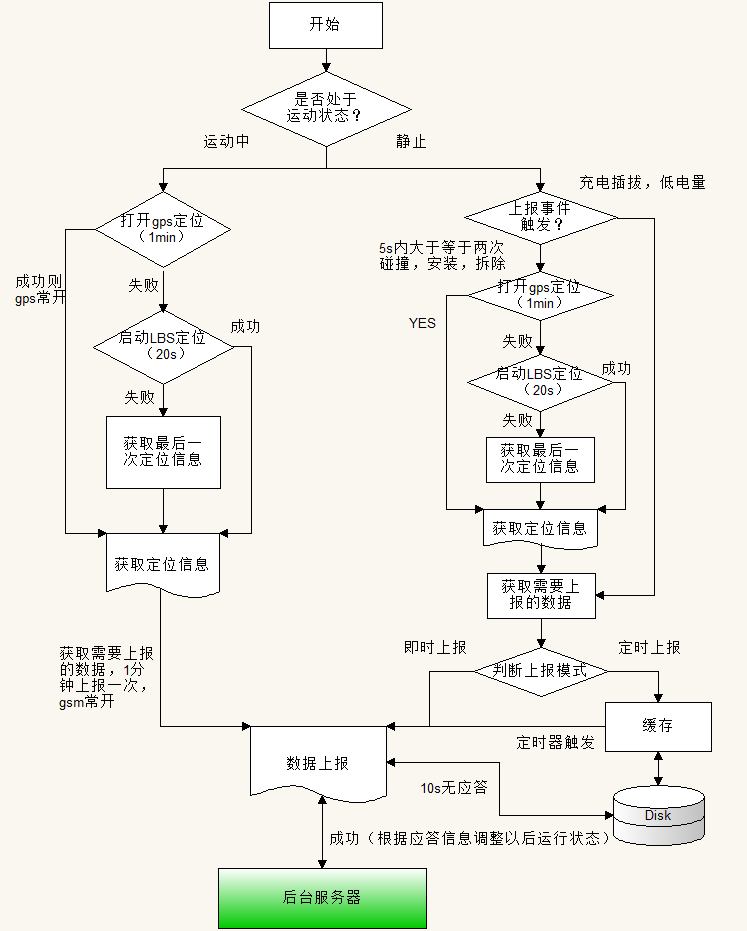 开始
是否处于
运动状态？
运动中
静止
充电插拔，低电量
打开gps定位
（1min）
上报事件
触发？
5s内大于等于两次
碰撞，安装，拆除
成功则
gps常开
失败
打开gps定位
（1min）
YES
失败
启动LBS定位
（20s）
成功
启动LBS定位
（20s）
成功
失败
失败
获取最后一
次定位信息
获取最后一
次定位信息
获取定位信息
获取定位信息
获取需要上
报的数据
获取需要上报
的数据，1分
钟上报一次，
gsm常开
即时上报
定时上报
判断上报模式
缓存
定时器触发
数据上报
10s无应答
Disk
成功（根据应答信息调整以后运行状态）
后台服务器